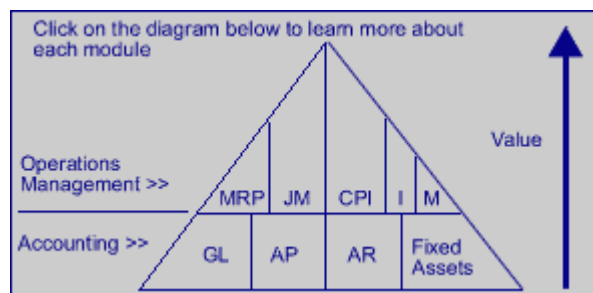 Click on the diagram below to learn more about
each module
Value
Operations
Management >>
MRP JM CPI I M
Accounting >>
GL AP AR Fixed
Assets